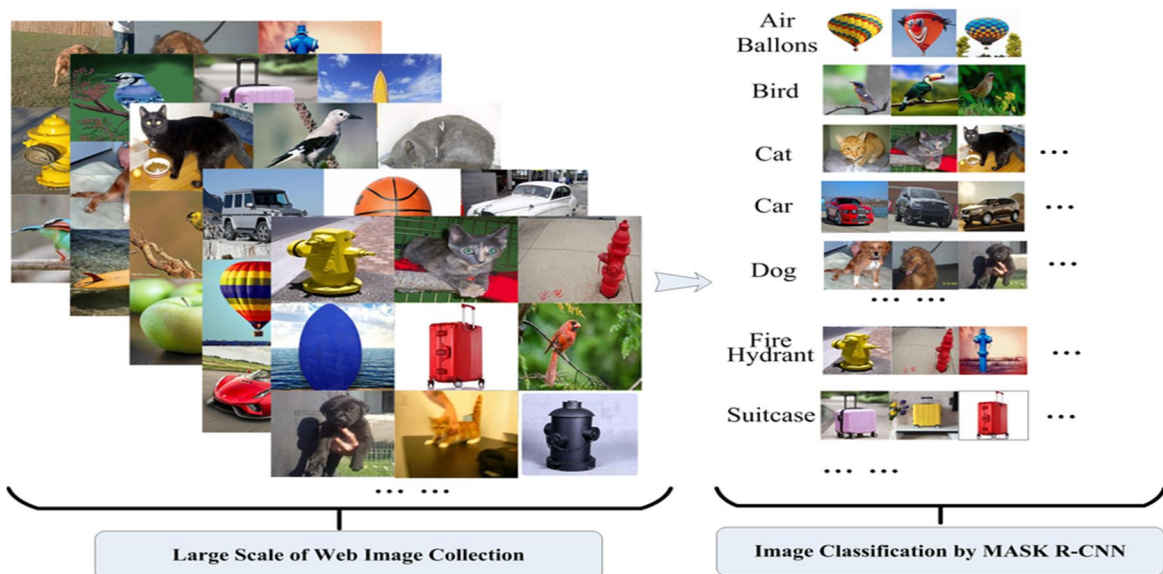 Air
Ballons
Bird
Cat
...
Car
...
Dog
...
... ...
Fire
Hydrant
...
Suitcase
...
... ...
... ...
Large Scale of Web Image Collection
Image Classification by MASK R-CNN